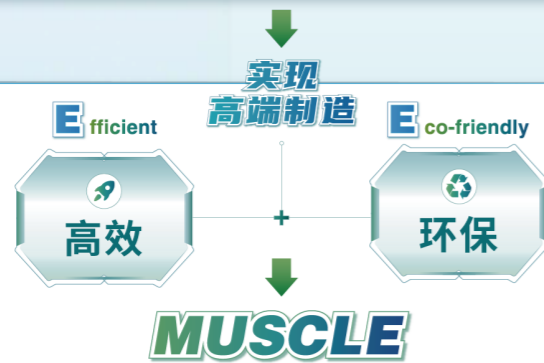 实现
高端制造
Efficient
Eco-friendly
高效
环保
MUSCLE